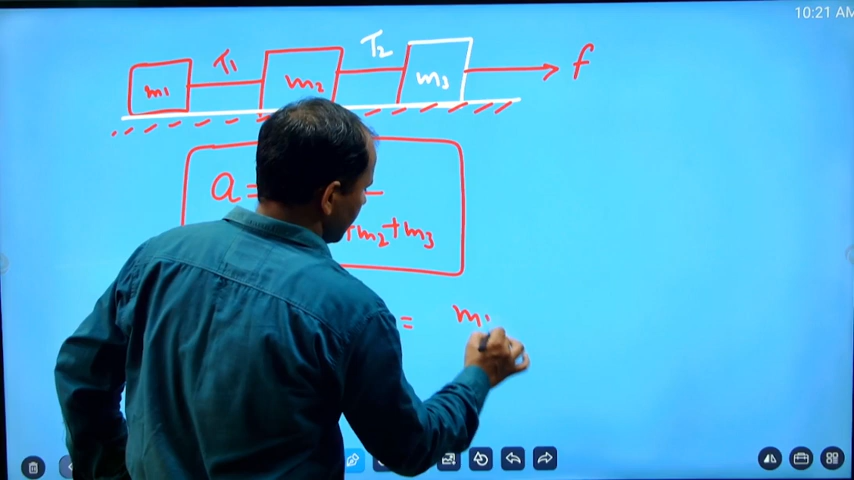 10:21 AM
m1 T1 m2 T2 m3 f
a =
+m2+m3
= m1